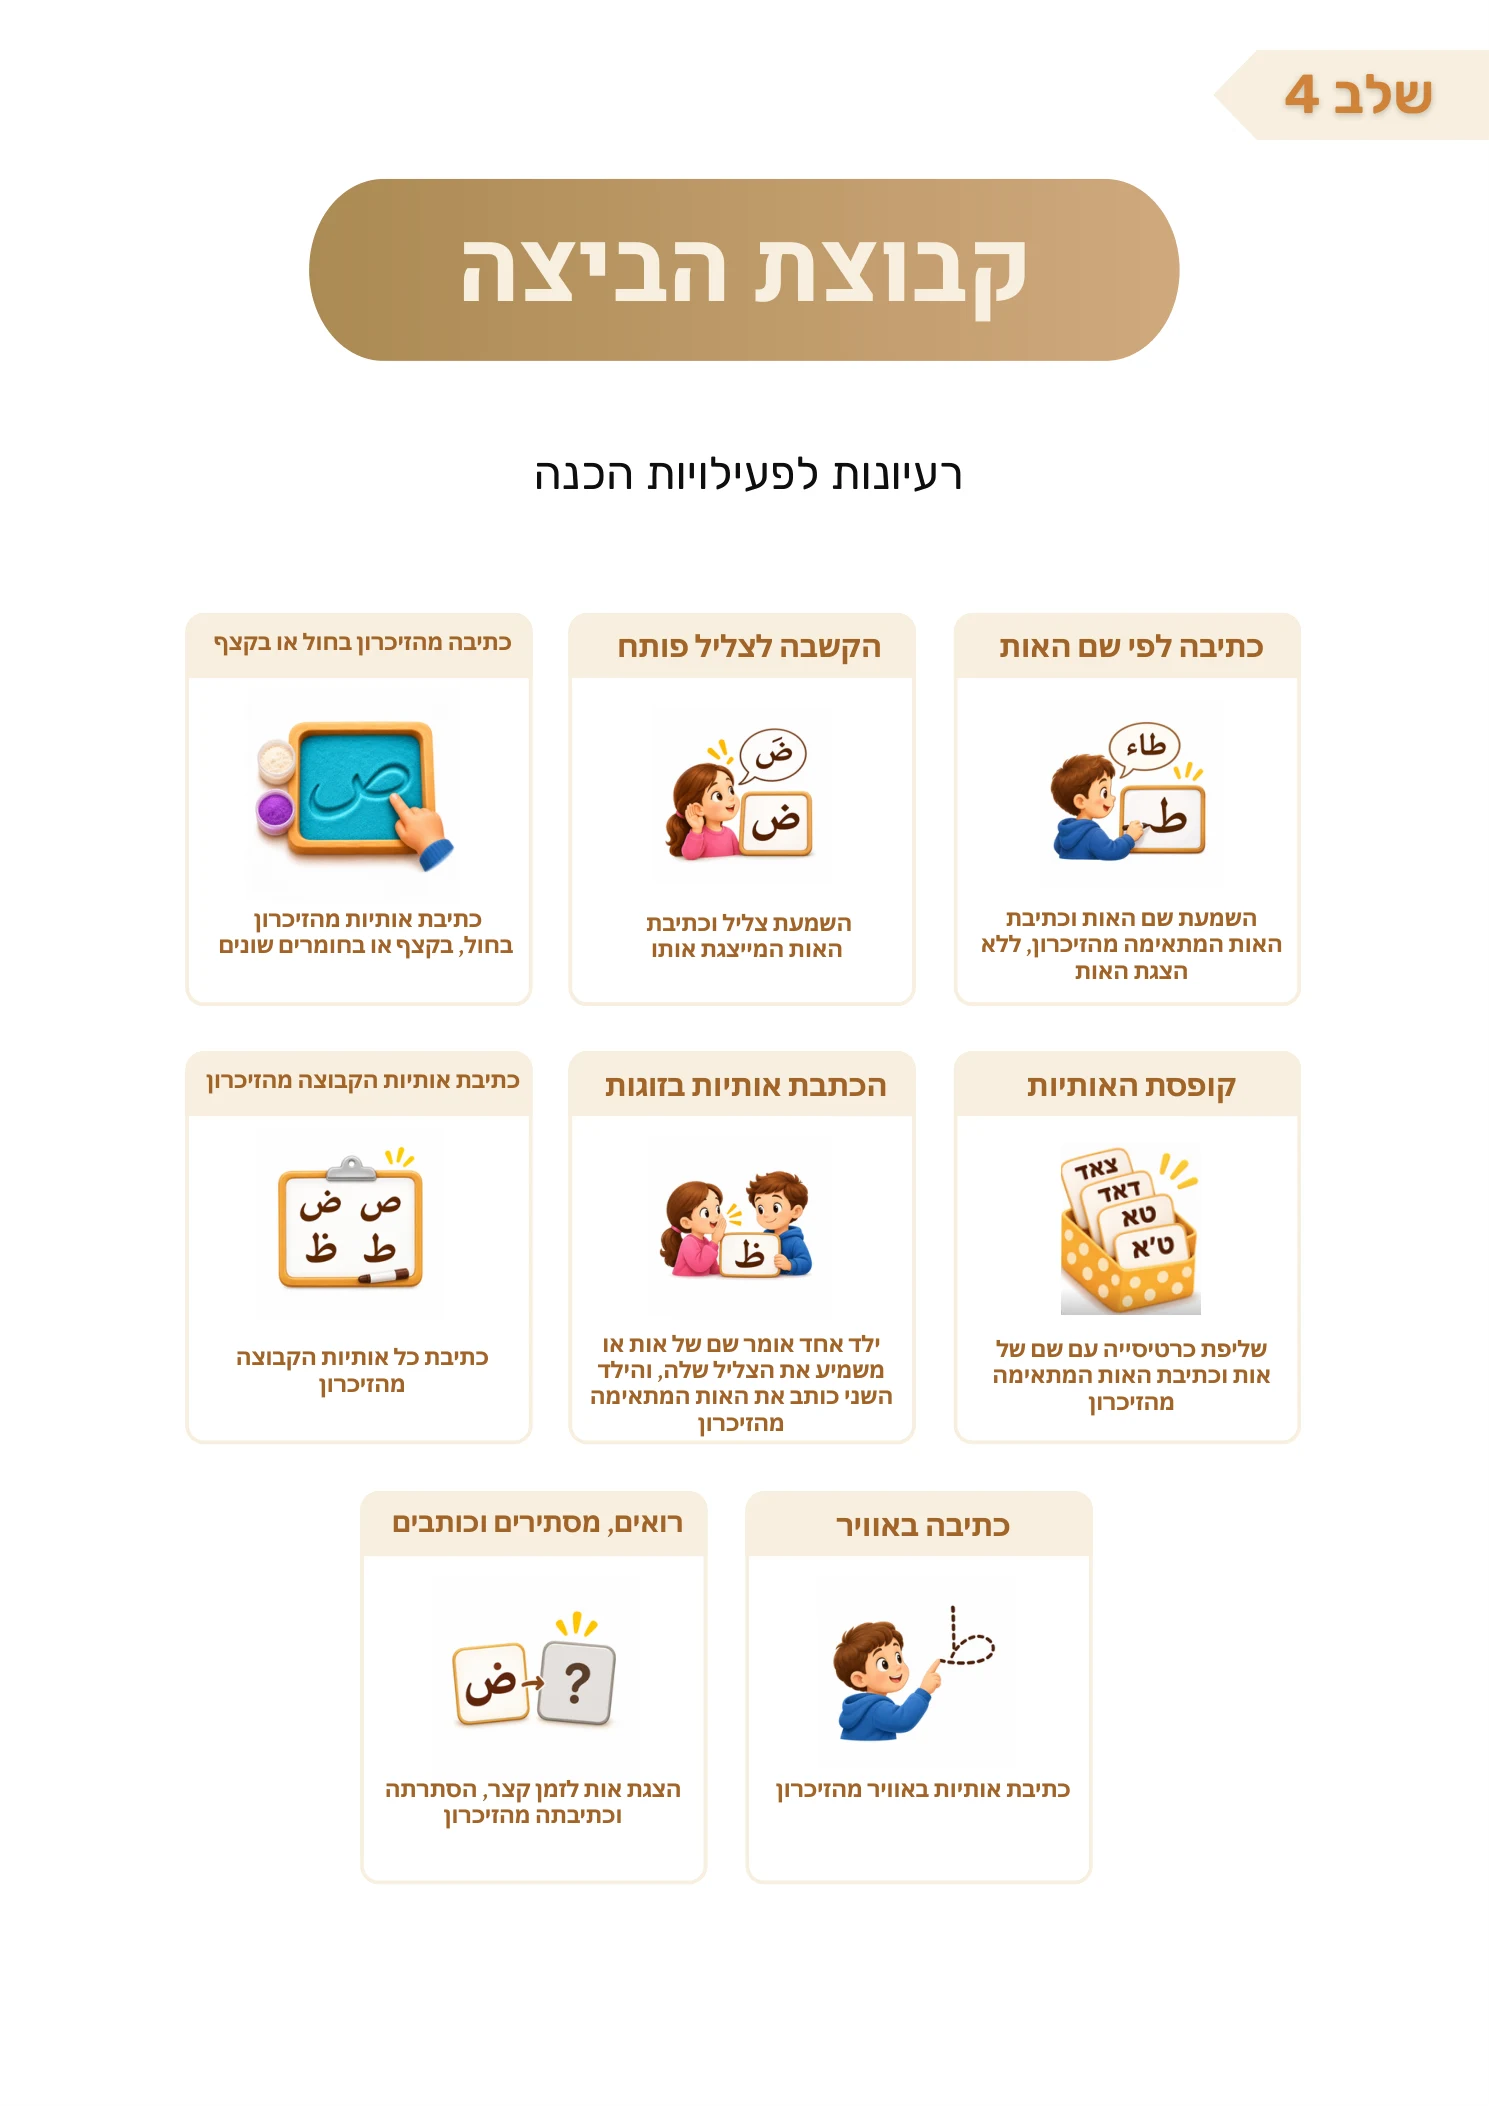 שלב 4
קבוצת הביצה
רעיונות לפעילויות הכנה
כתיבה לפי שם האות
طاء
ط
השמעת שם האות וכתיבת
האות המתאימה מהזיכרון, ללא
הצגת האות
הקשבה לצליל פותח
ضَ
ض
השמעת צליל וכתיבת
האות המייצגת אותו
כתיבה מהזיכרון בחול או בקצף
ص
כתיבת אותיות מהזיכרון
בחול, בקצף או בחומרים שונים
קופסת האותיות
צאד
דאד
טא
ט'א
שליפת כרטיסייה עם שם של
אות וכתיבת האות המתאימה
מהזיכרון
הכתבת אותיות בזוגות
ظ
ילד אחד אומר שם של אות או
משמיע את הצליל שלה, והילד
השני כותב את האות המתאימה
מהזיכרון
כתיבת אותיות הקבוצה מהזיכרון
ص ض
ط ظ
כתיבת כל אותיות הקבוצה
מהזיכרון
כתיבה באוויר
ط
כתיבת אותיות באוויר מהזיכרון
רואים, מסתירים וכותבים
ض
?
הצגת אות לזמן קצר, הסתרתה
וכתיבתה מהזיכרון